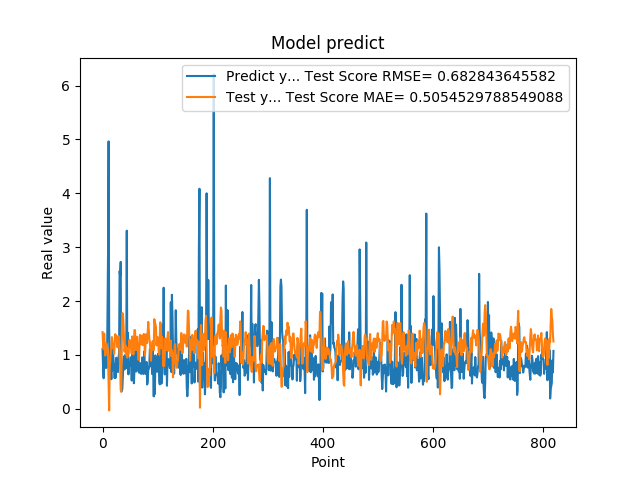 Model predict
Predict y... Test Score RMSE= 0.682843645582
Test y... Test Score MAE= 0.5054529788549088
Real value
6
5
4
3
2
1
0
0 200 400 600 800
Point